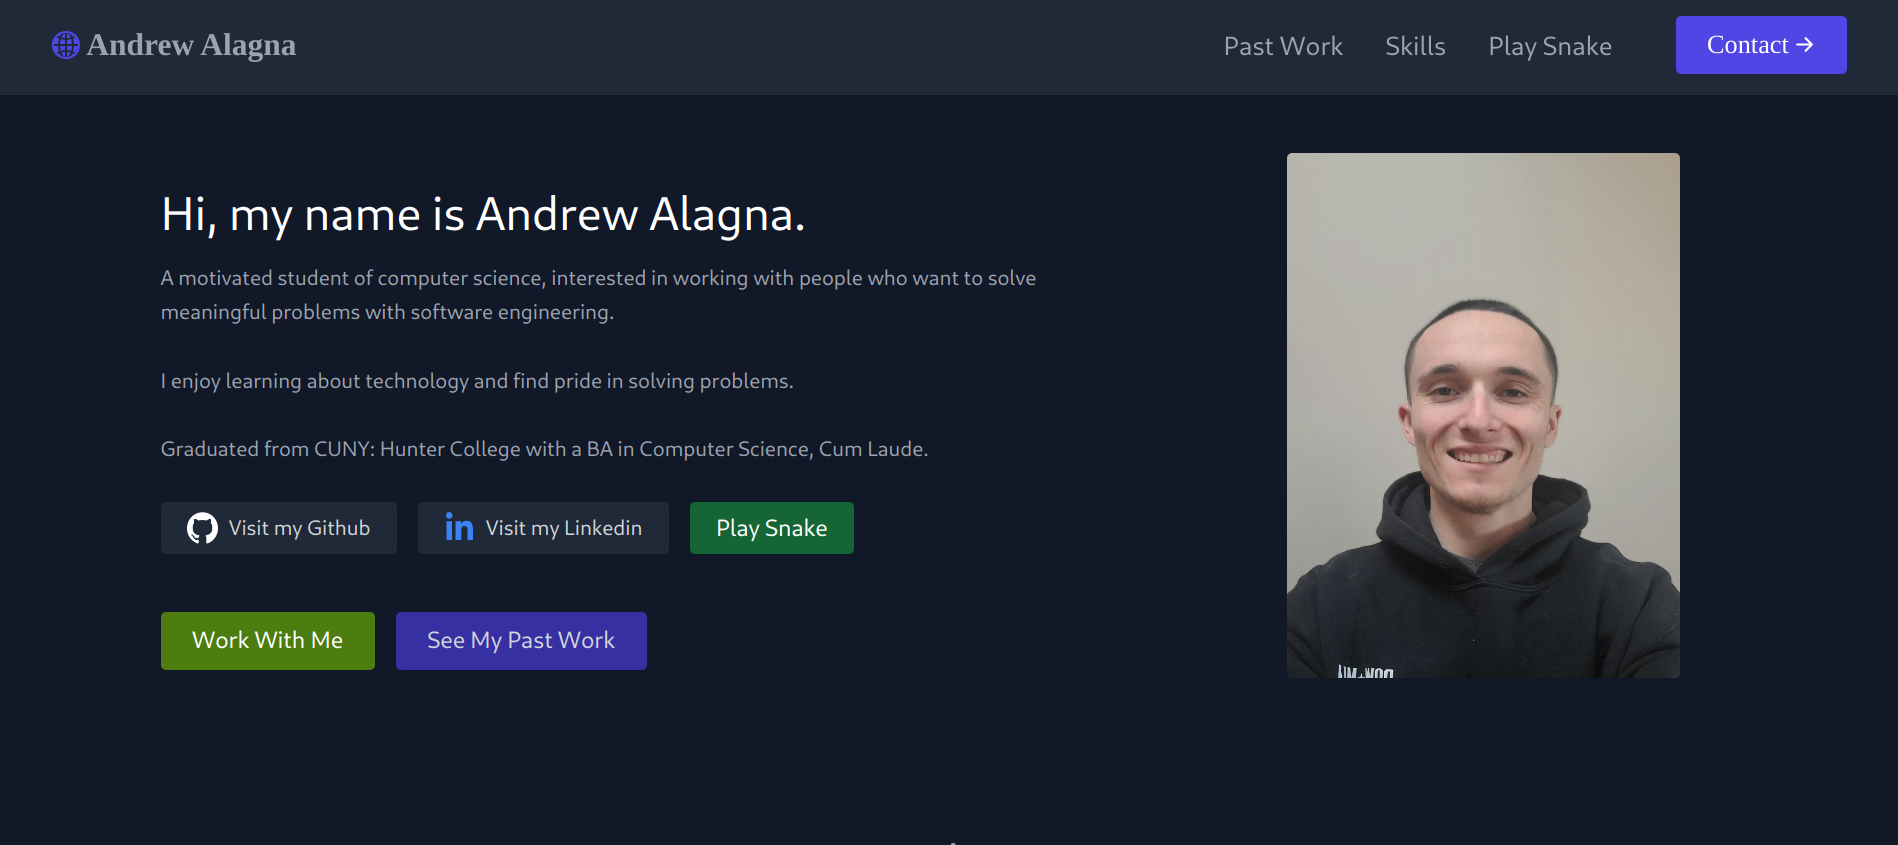 Andrew Alagna
Past Work
Skills
Play Snake
Contact →
Hi, my name is Andrew Alagna.
A motivated student of computer science, interested in working with people who want to solve
meaningful problems with software engineering.
I enjoy learning about technology and find pride in solving problems.
Graduated from CUNY: Hunter College with a BA in Computer Science, Cum Laude.
Visit my Github
in Visit my Linkedin
Play Snake
Work With Me
See My Past Work